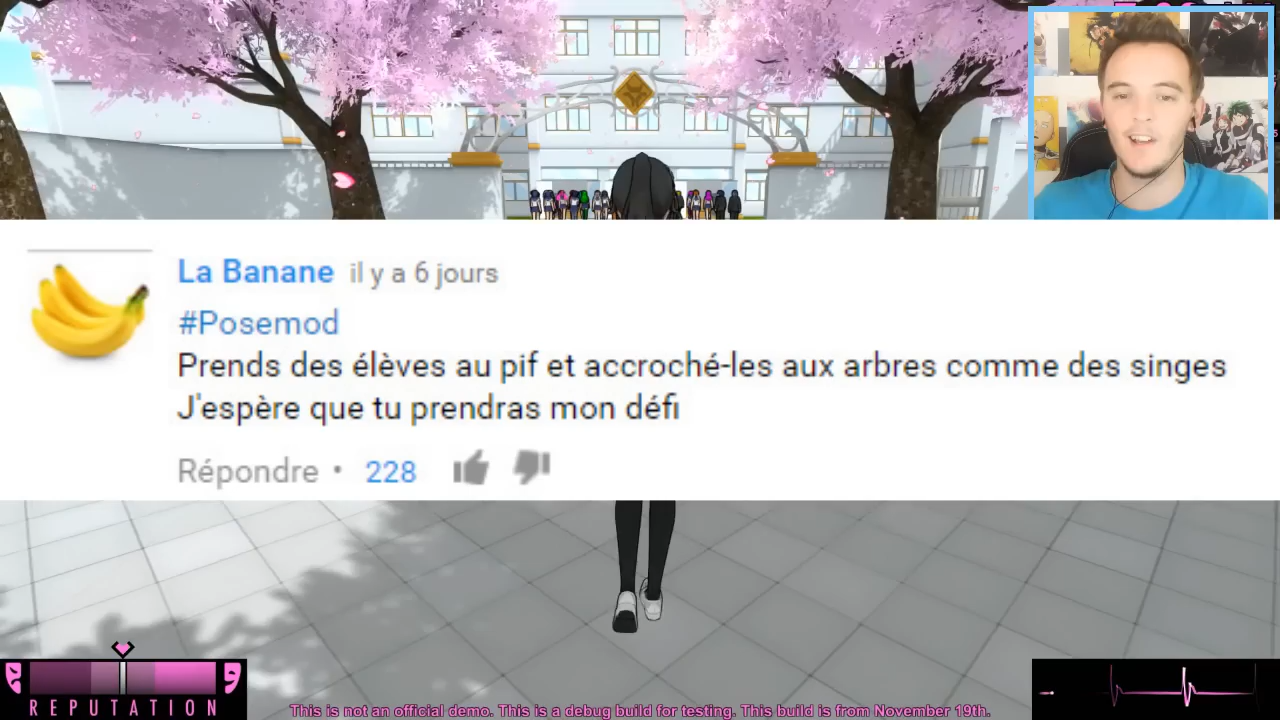 La Banane il y a 6 jours
#Posemod
Prends des élèves au pif et accroché-les aux arbres comme des singes
J'espère que tu prendras mon défi
Répondre • 228
REPUTATION
This is not an official demo. This is a debug build for testing. This build is from November 19th.